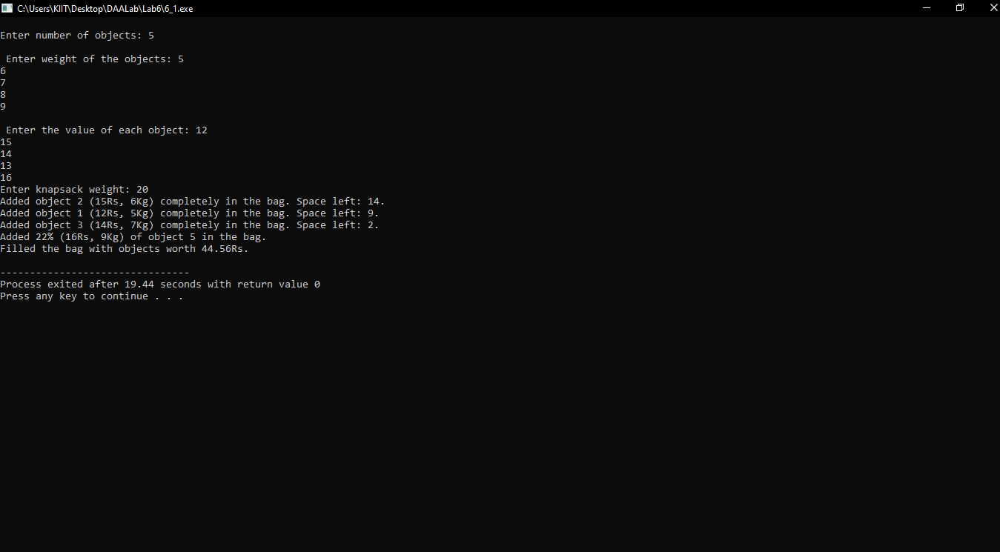 C:\Users\KIIT\Desktop\DAALab\Lab6\6_1.exe
Enter number of objects: 5
Enter weight of the objects: 5
6
7
8
9
Enter the value of each object: 12
15
14
13
16
Enter knapsack weight: 20
Added object 2 (15Rs, 6Kg) completely in the bag. Space left: 14.
Added object 1 (12Rs, 5Kg) completely in the bag. Space left: 9.
Added object 3 (14Rs, 7Kg) completely in the bag. Space left: 2.
Added 22% (16Rs, 9Kg) of object 5 in the bag.
Filled the bag with objects worth 44.56Rs.
--------------------------------
Process exited after 19.44 seconds with return value 0
Press any key to continue . . .